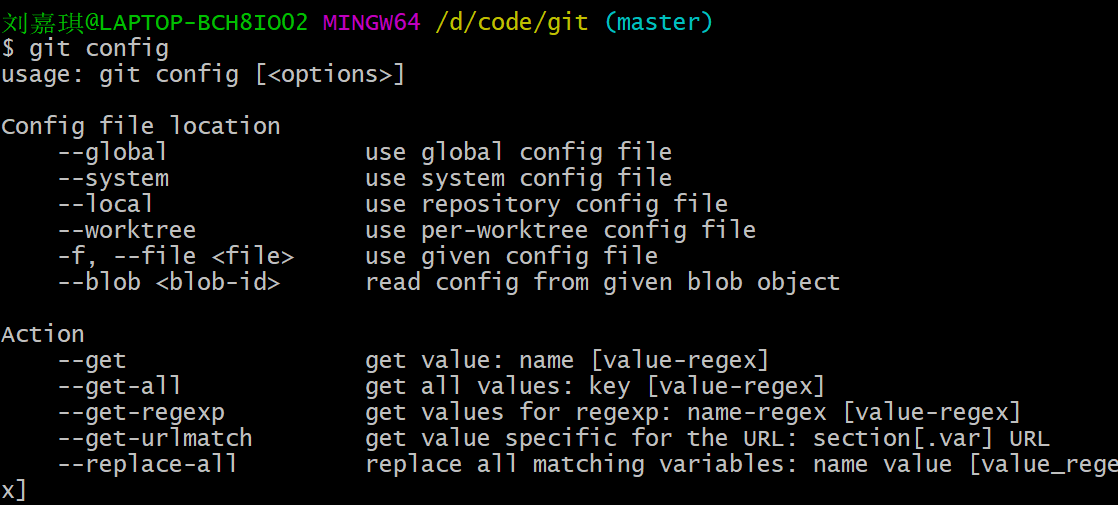 刘嘉琪@LAPTOP-BCH8IOO2 MINGW64 /d/code/git (master)
$ git config
usage: git config [<options>]
Config file location
--global use global config file
--system use system config file
--local use repository config file
--worktree use per-worktree config file
-f, --file <file> use given config file
--blob <blob-id> read config from given blob object
Action
--get get value: name [value-regex]
--get-all get all values: key [value-regex]
--get-regexp get values for regexp: name-regex [value-regex]
--get-urlmatch get value specific for the URL: section[.var] URL
--replace-all replace all matching variables: name value [value_rege
x]